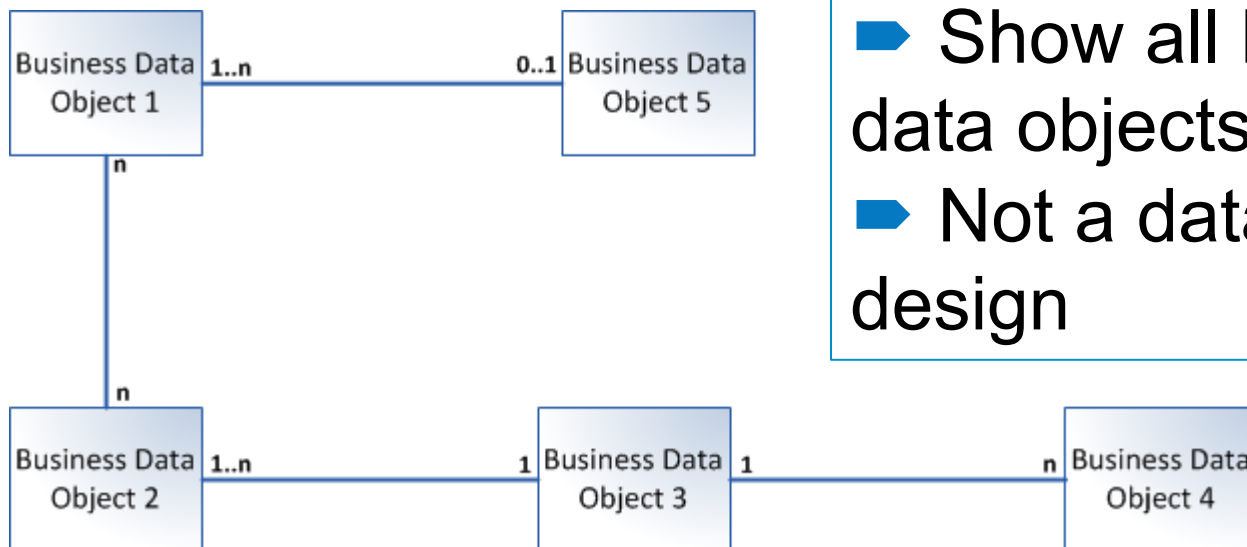 Business Data
Object 1
1..n
0..1
Business Data
Object 5
n
Show all
data objects
Not a
design
n
Business Data
Object 2
1..n
1
Business Data
Object 3
1
n
Business Data
Object 4